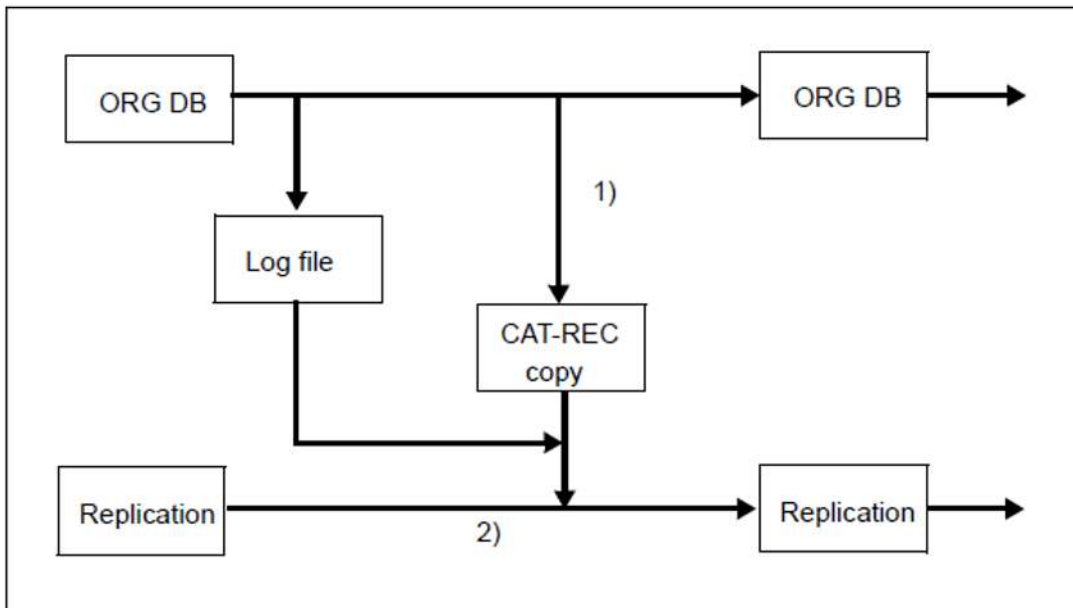 ORG DB
ORG DB
1)
Log file
CAT-REC
copy
Replication
2)
Replication